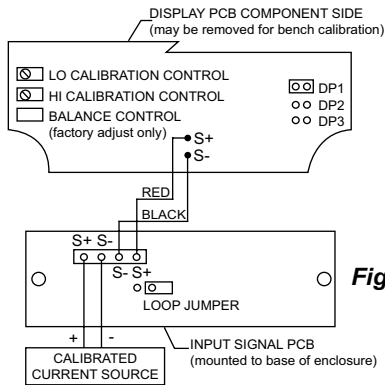 DISPLAY PCB COMPONENT SIDE
(may be removed for bench calibration)
LO CALIBRATION CONTROL
HI CALIBRATION CONTROL
BALANCE CONTROL
(factory adjust only)
DP1
DP2
DP3
S+
S-
RED
BLACK
S+ S-
S- S+
LOOP JUMPER
Fig
+ -
CALIBRATED
CURRENT SOURCE
INPUT SIGNAL PCB
(mounted to base of enclosure)